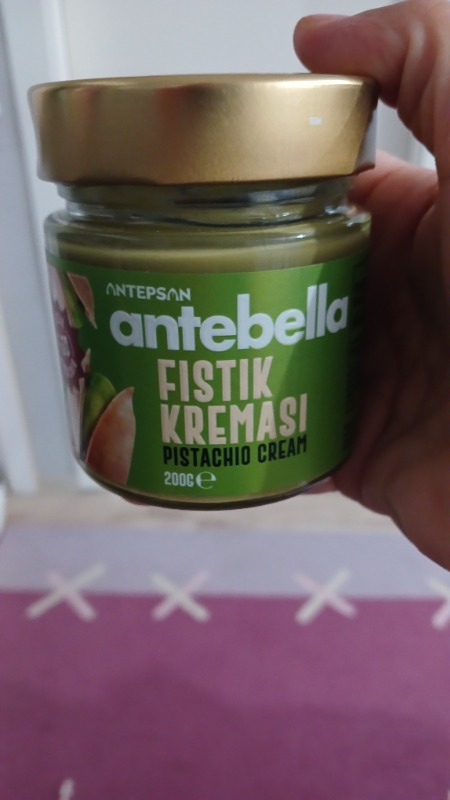 ANTEPSAN
antebella
FISTIK
KREMASI
PISTACHIO CREAM
200G ℮